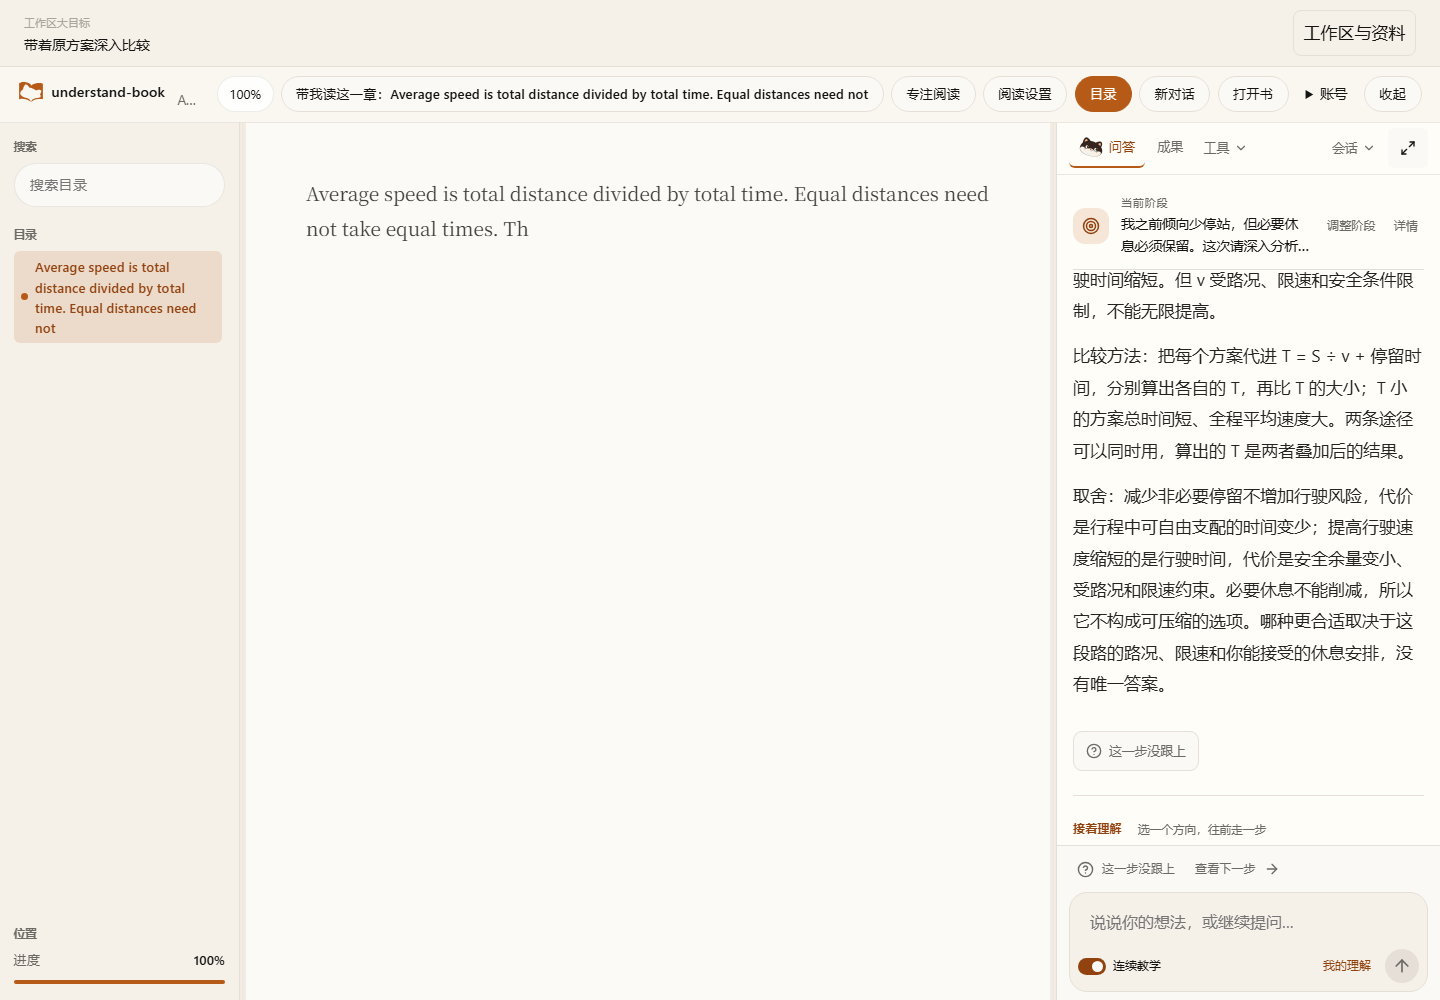 工作区大目标
带着原方案深入比较
工作区与资料
understand-book
A...
100%
带我读这一章：Average speed is total distance divided by total time. Equal distances need not
专注阅读
阅读设置
目录
新对话
打开书
账号
收起
搜索
搜索目录
目录
Average speed is total
distance divided by total
time. Equal distances need
not
位置
进度
100%
Average speed is total distance divided by total time. Equal distances need
not take equal times. Th
问答
成果
工具
会话
当前阶段
我之前倾向少停站，但必要休
息必须保留。这次请深入分析...
调整阶段
详情
驶时间缩短。但 v 受路况、限速和安全条件限
制，不能无限提高。
比较方法：把每个方案代进 T = S ÷ v + 停留时
间，分别算出各自的 T，再比 T 的大小；T 小
的方案总时间短、全程平均速度大。两条途径
可以同时用，算出的 T 是两者叠加后的结果。
取舍：减少非必要停留不增加行驶风险，代价
是行程中可自由支配的时间变少；提高行驶速
度缩短的是行驶时间，代价是安全余量变小、
受路况和限速约束。必要休息不能削减，所以
它不构成可压缩的选项。哪种更合适取决于这
段路的路况、限速和你能接受的休息安排，没
有唯一答案。
这一步没跟上
接着理解
选一个方向，往前走一步
这一步没跟上
查看下一步
说说你的想法，或继续提问...
连续教学
我的理解